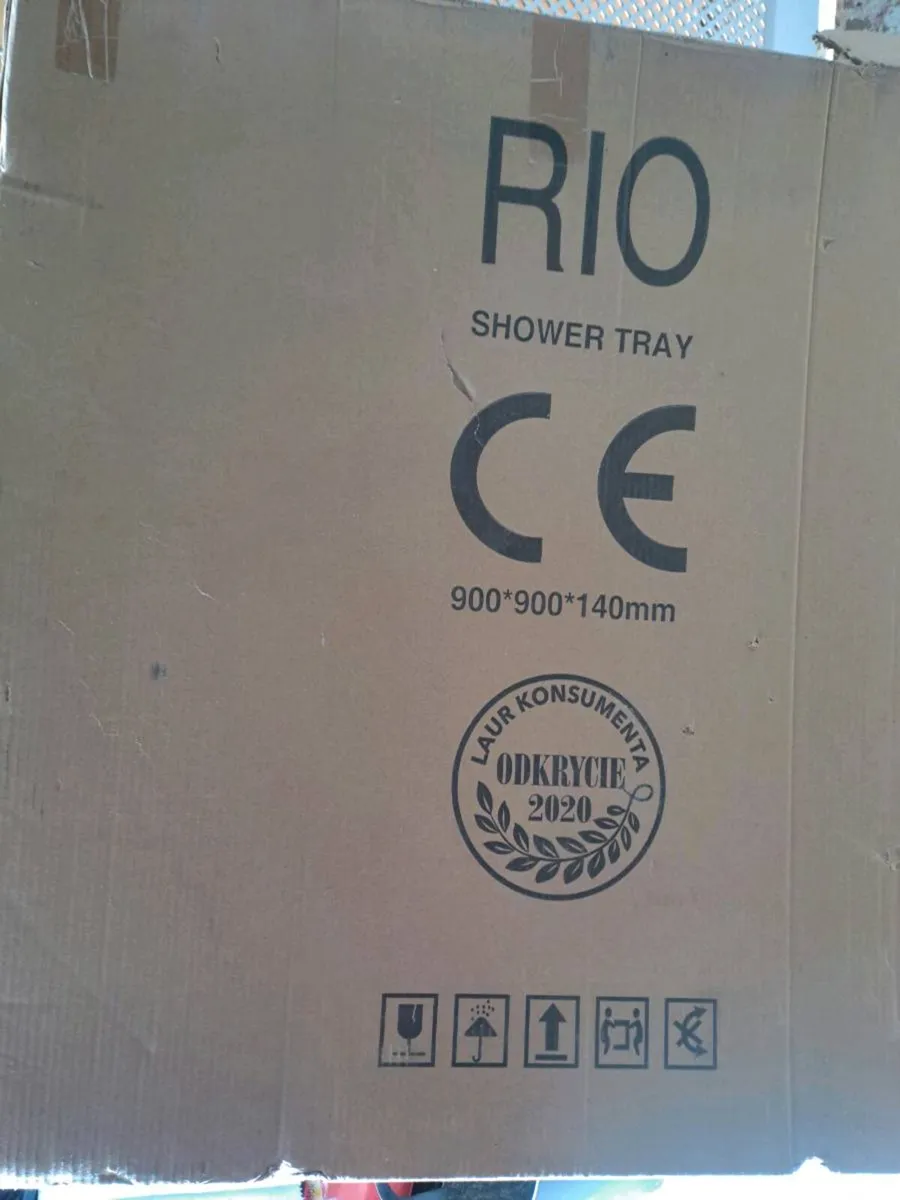 RIO
SHOWER TRAY
CE
900*900*140mm
LAUR KONSUMENTA
ODKRYCIE
2020